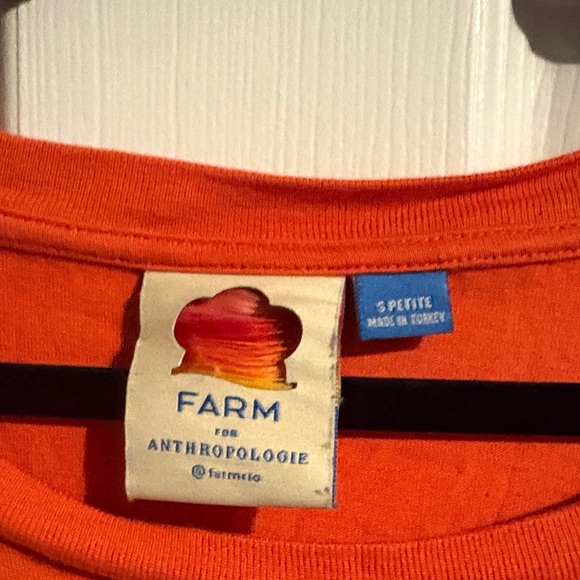 FARM
FOR
ANTHROPOLOGIE
@farmrio
S PETITE
MADE IN TURKEY